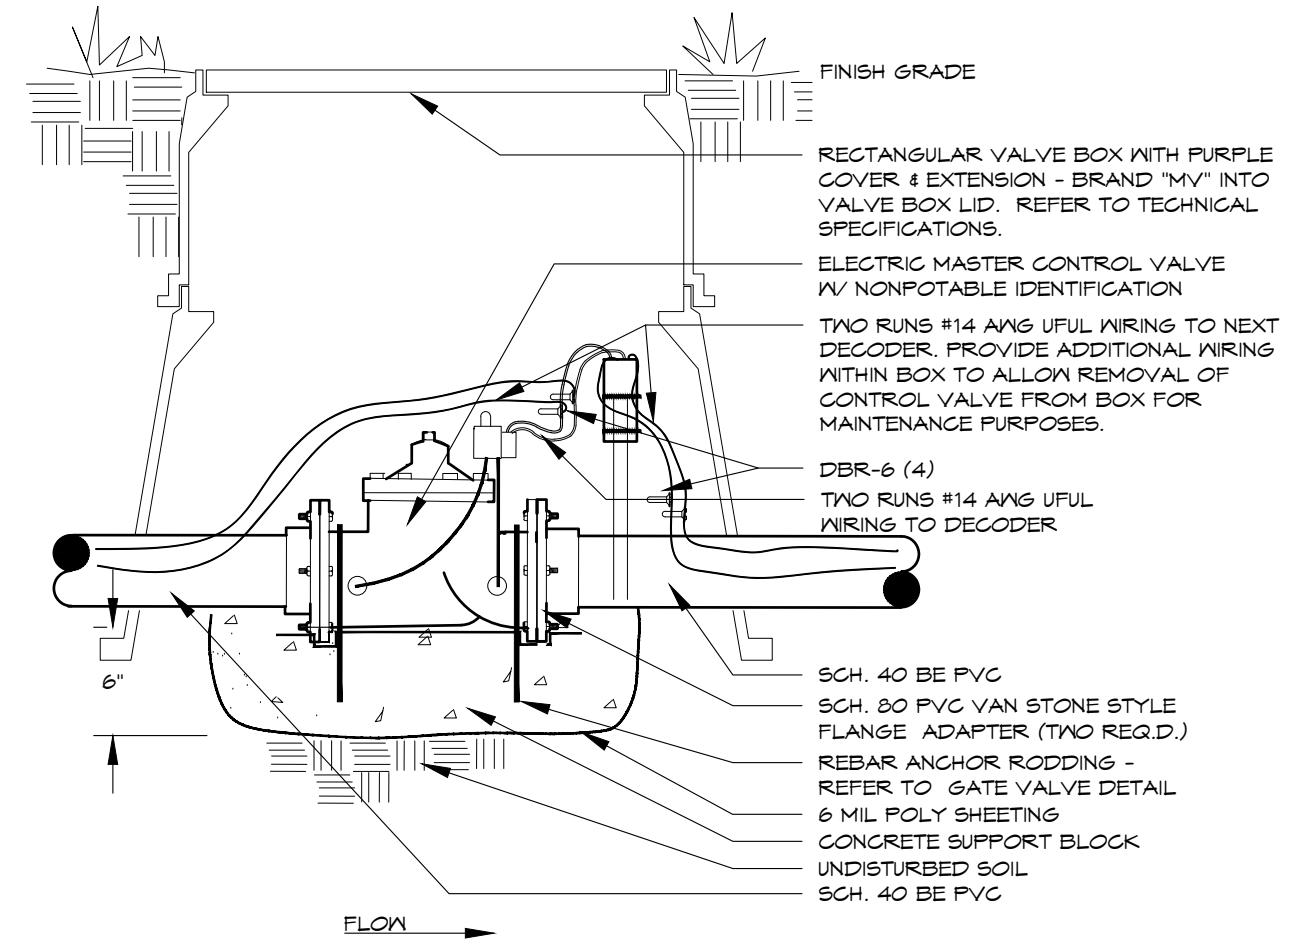 FINISH GRADE
RECTANGULAR VALVE BOX WITH PURPLE
COVER & EXTENSION - BRAND "MV" INTO
VALVE BOX LID. REFER TO TECHNICAL
SPECIFICATIONS.
ELECTRIC MASTER CONTROL VALVE
W/ NONPOTABLE IDENTIFICATION
TWO RUNS #14 AWG UFUL WIRING TO NEXT
DECODER. PROVIDE ADDITIONAL WIRING
WITHIN BOX TO ALLOW REMOVAL OF
CONTROL VALVE FROM BOX FOR
MAINTENANCE PURPOSES.
DBR-6 (4)
TWO RUNS #14 AWG UFUL
WIRING TO DECODER
6"
SCH. 40 BE PVC
SCH. 80 PVC VAN STONE STYLE
FLANGE ADAPTER (TWO REQ.D.)
REBAR ANCHOR RODDING -
REFER TO GATE VALVE DETAIL
6 MIL POLY SHEETING
CONCRETE SUPPORT BLOCK
UNDISTURBED SOIL
SCH. 40 BE PVC
FLOW